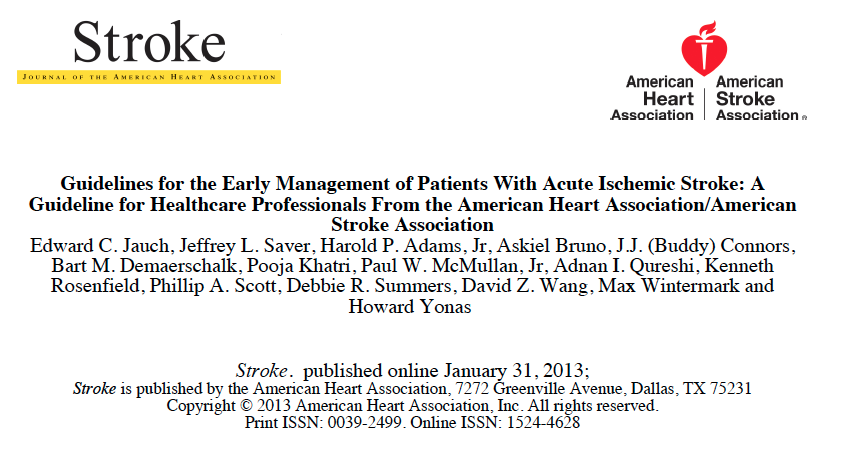 Stroke
JOURNAL OF THE AMERICAN HEART ASSOCIATION
American Heart Association
American Stroke Association®
Guidelines for the Early Management of Patients With Acute Ischemic Stroke: A
Guideline for Healthcare Professionals From the American Heart Association/American
Stroke Association
Edward C. Jauch, Jeffrey L. Saver, Harold P. Adams, Jr, Askiel Bruno, J.J. (Buddy) Connors,
Bart M. Demaerschalk, Pooja Khatri, Paul W. McMullan, Jr, Adnan I. Qureshi, Kenneth
Rosenfield, Phillip A. Scott, Debbie R. Summers, David Z. Wang, Max Wintermark and
Howard Yonas
Stroke. published online January 31, 2013;
Stroke is published by the American Heart Association, 7272 Greenville Avenue, Dallas, TX 75231
Copyright © 2013 American Heart Association, Inc. All rights reserved.
Print ISSN: 0039-2499. Online ISSN: 1524-4628